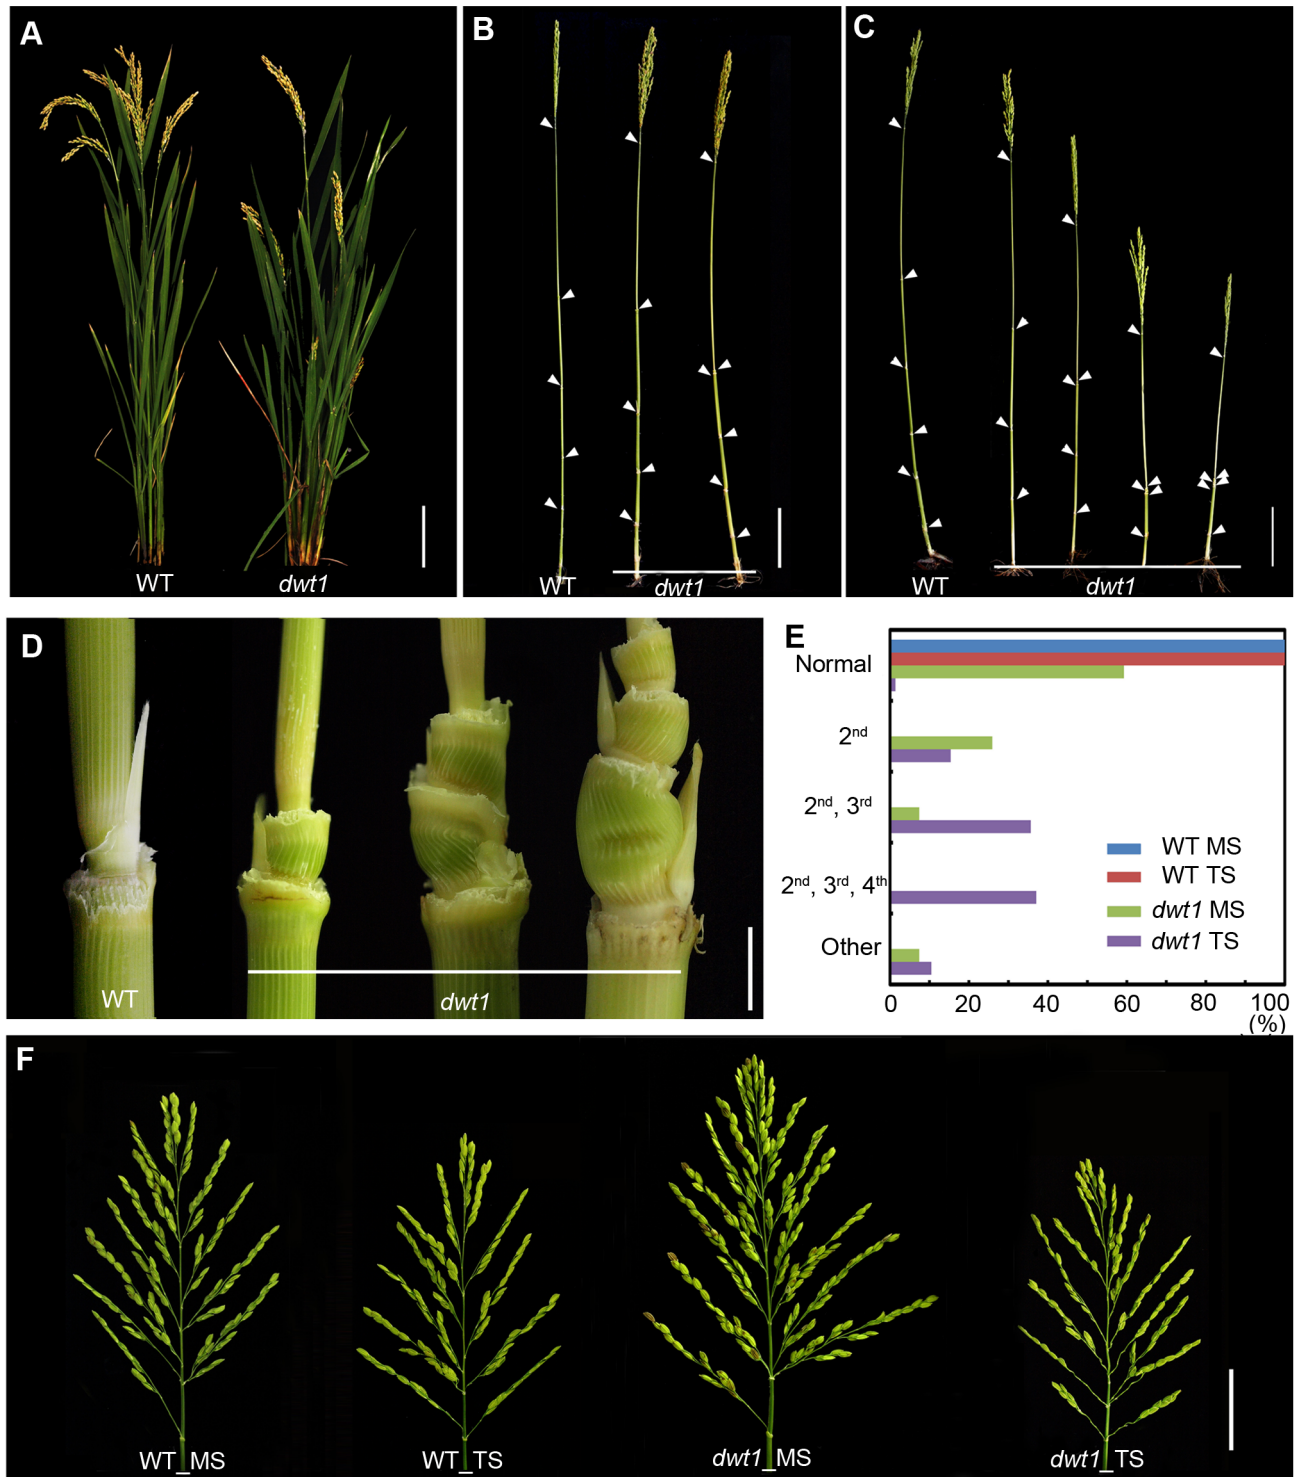 A
WT
dwt1
B
WT
dwt1
C
WT
dwt1
D
WT
dwt1
E
Normal
2nd
2nd, 3rd
2nd, 3rd, 4th
Other
WT MS
WT TS
dwt1 MS
dwt1 TS
0 20 40 60 80 100
(%)
F
WT_MS
WT_TS
dwt1_MS
dwt1_TS